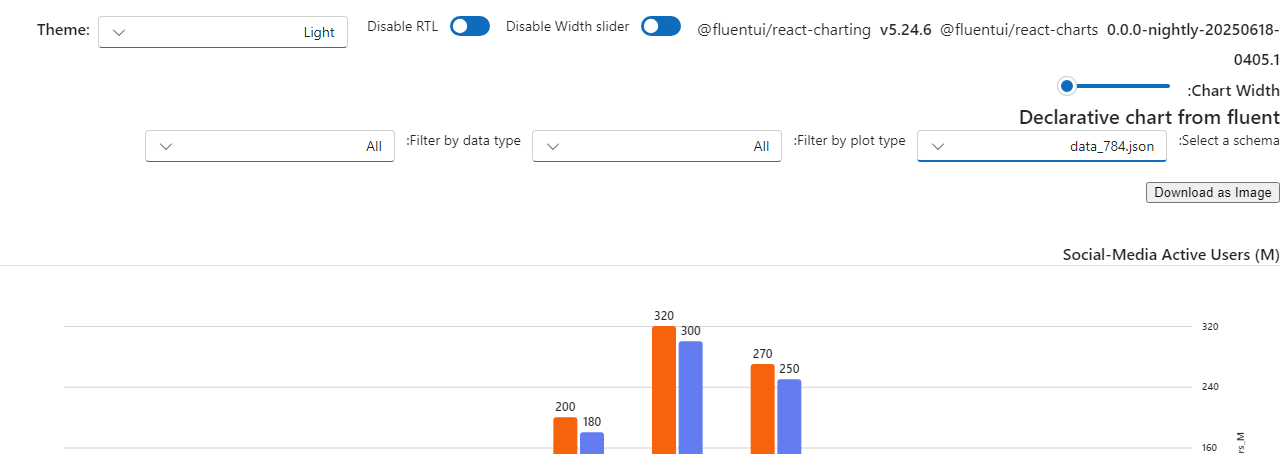 Theme: Light Disable RTL Disable Width slider @fluentui/react-charting v5.24.6 @fluentui/react-charts 0.0.0-nightly-20250618-
0405.1
:Chart Width
Declarative chart from fluent
:Select a schema data_784.json :Filter by plot type All :Filter by data type All
Download as Image
Social-Media Active Users (M)
320
320
300
270
250
240
200
180
160